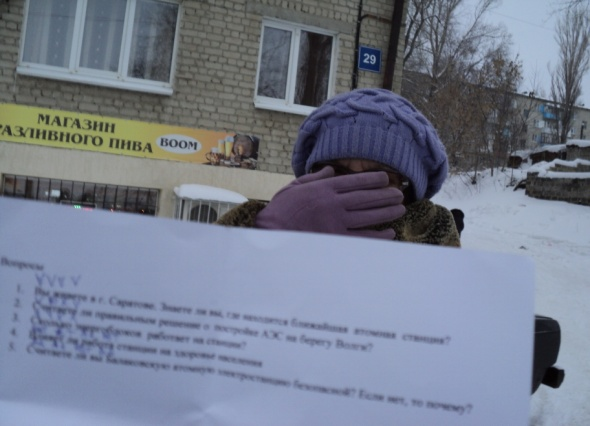 29
МАГАЗИН
РАЗЛИВНОГО ПИВА BOOM
Вопросы
1. Вы живете в г. Саратове. Знаете ли вы, где находится ближайшая атомная станция?
2. Считаете ли правильным решение о постройке АЭС на берегу Волги?
3. Сколько энергоблоков работает на станции?
4. Влияет ли работа станции на здоровье населения
5. Считаете ли вы Балаковскую атомную электростанцию безопасной? Если нет, то почему?